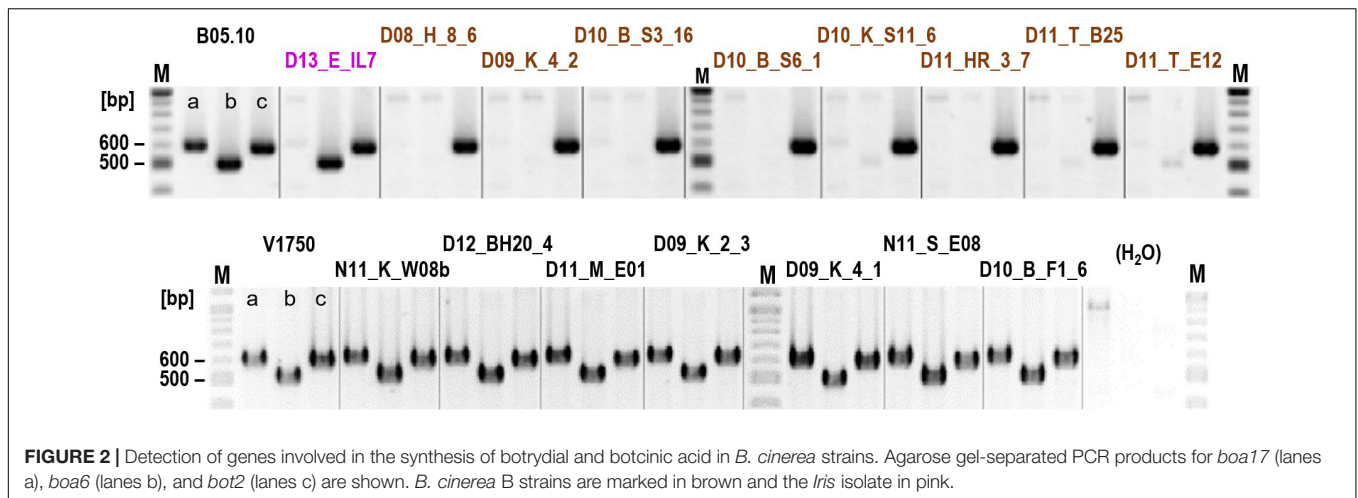 D08_H_8_6 D10_B_S3_16 D10_K_S11_6 D11_T_B25
B05.10
D13_E_IL7 D09_K_4_2 D10_B_S6_1 D11_HR_3_7 D11_T_E12
M M M
[bp] a b c
600 –
500 –
V1750 D12_BH20_4 D09_K_2_3 N11_S_E08 (H₂O)
N11_K_W08b D11_M_E01 D09_K_4_1 D10_B_F1_6
M M M
[bp] a b c
600 –
500 –
FIGURE 2 | Detection of genes involved in the synthesis of botrydial and botcinic acid in B. cinerea strains. Agarose gel-separated PCR products for boa17 (lanes
a), boa6 (lanes b), and bot2 (lanes c) are shown. B. cinerea B strains are marked in brown and the Iris isolate in pink.